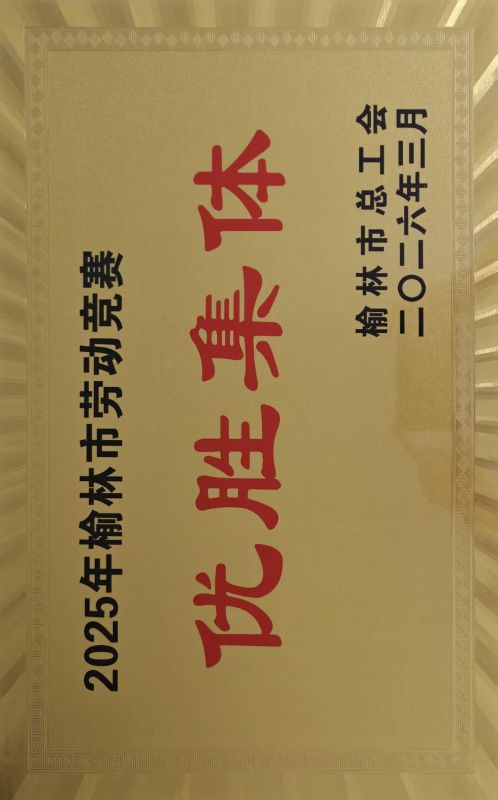 2025年榆林市劳动竞赛
优胜集体
榆林市总工会
二〇二六年三月